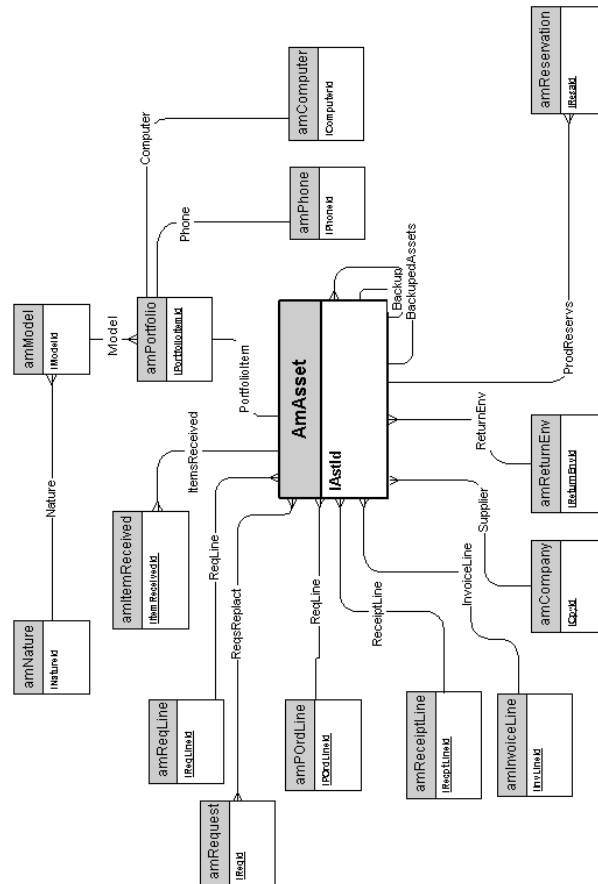 amNature
lNatureId
Nature
amModel
lModelId
Model
amPortfolio
lPortfolioItemId
Phone
Computer
amPhone
lPhoneId
amComputer
lComputerId
PortfolioItem
amItemReceived
lItemReceivedId
ItemsReceived
amReqLine
lReqLineId
ReqLine
amRequest
lReqId
ReqsReplact
AmAsset
lAstId
Backup
BackupedAssets
amPOrdLine
lPOrdLineId
ReqLine
amReceiptLine
lRecptLineId
ReceiptLine
amInvoiceLine
lInvLineId
InvoiceLine
amCompany
lCpyId
Supplier
amReturnEnv
lReturnEnvId
ReturnEnv
ProdReservs
amReservation
lResaId